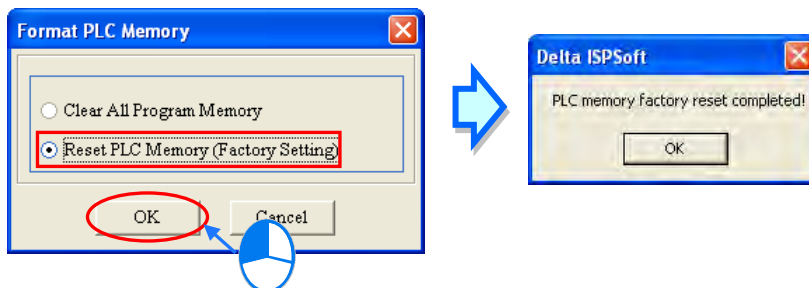 Format PLC Memory
Clear All Program Memory
Reset PLC Memory (Factory Setting)
OK
Cancel
Delta ISPSoft
PLC memory factory reset completed!
OK